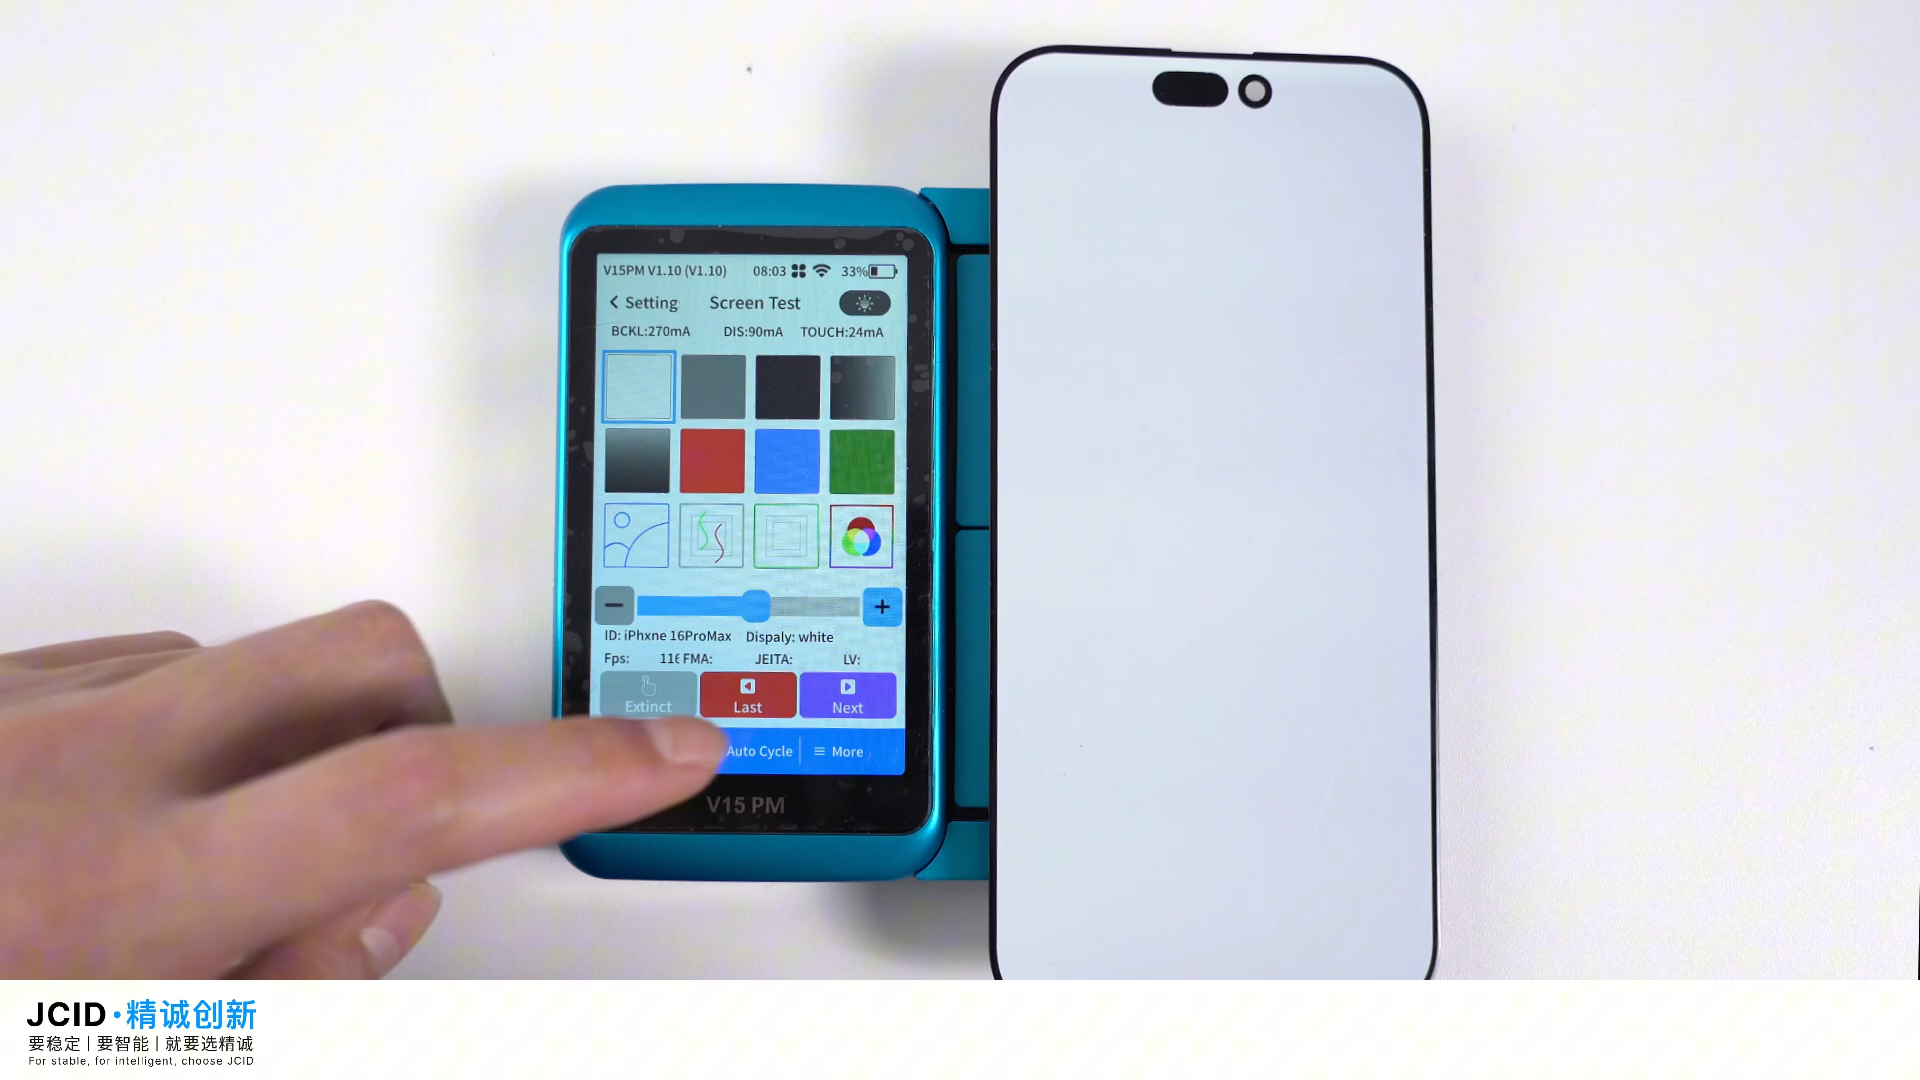 V15PM V1.10 (V1.10) 08:03 33%
Setting Screen Test
BCKL:270mA DIS:90mA TOUCH:24mA
ID: iPhxne 16ProMax Dispaly: white
Fps: 116 FMA: JEITA: LV:
Extinct Last Next
Auto Cycle More
V15 PM
JCID·精诚创新
要稳定|要智能|就要选精诚
For stable, for intelligent, choose JCID